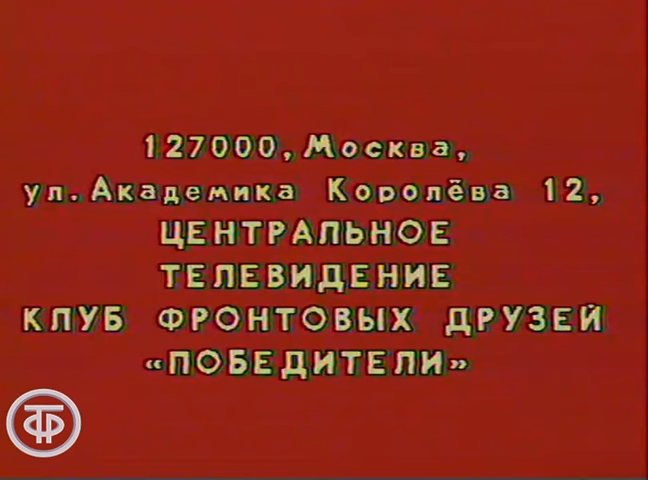 127000, Москва,
ул. Академика Королёва 12,
ЦЕНТРАЛЬНОЕ
ТЕЛЕВИДЕНИЕ
КЛУБ ФРОНТОВЫХ ДРУЗЕЙ
«ПОБЕДИТЕЛИ»